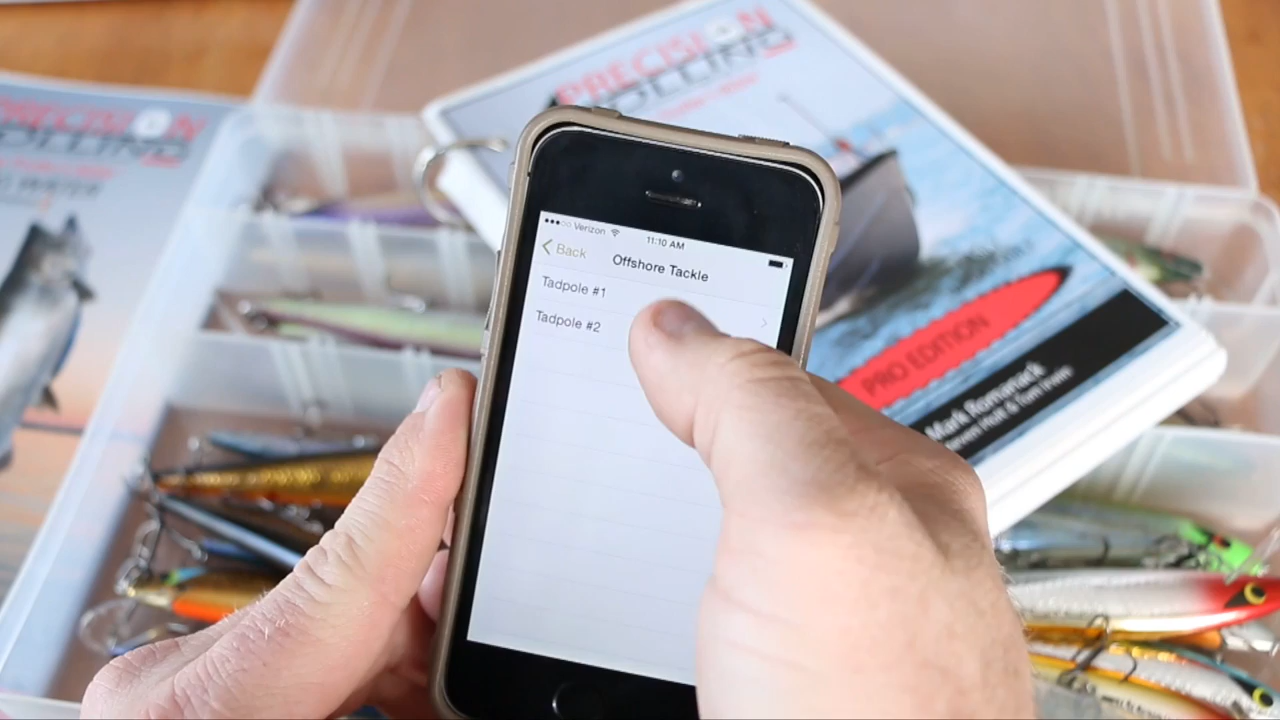 PRECISION
PRECISION
●●●○○ Verizon
11:10 AM
Back
Offshore Tackle
Tadpole #1
Tadpole #2
PRO EDITION
Mark Romanack